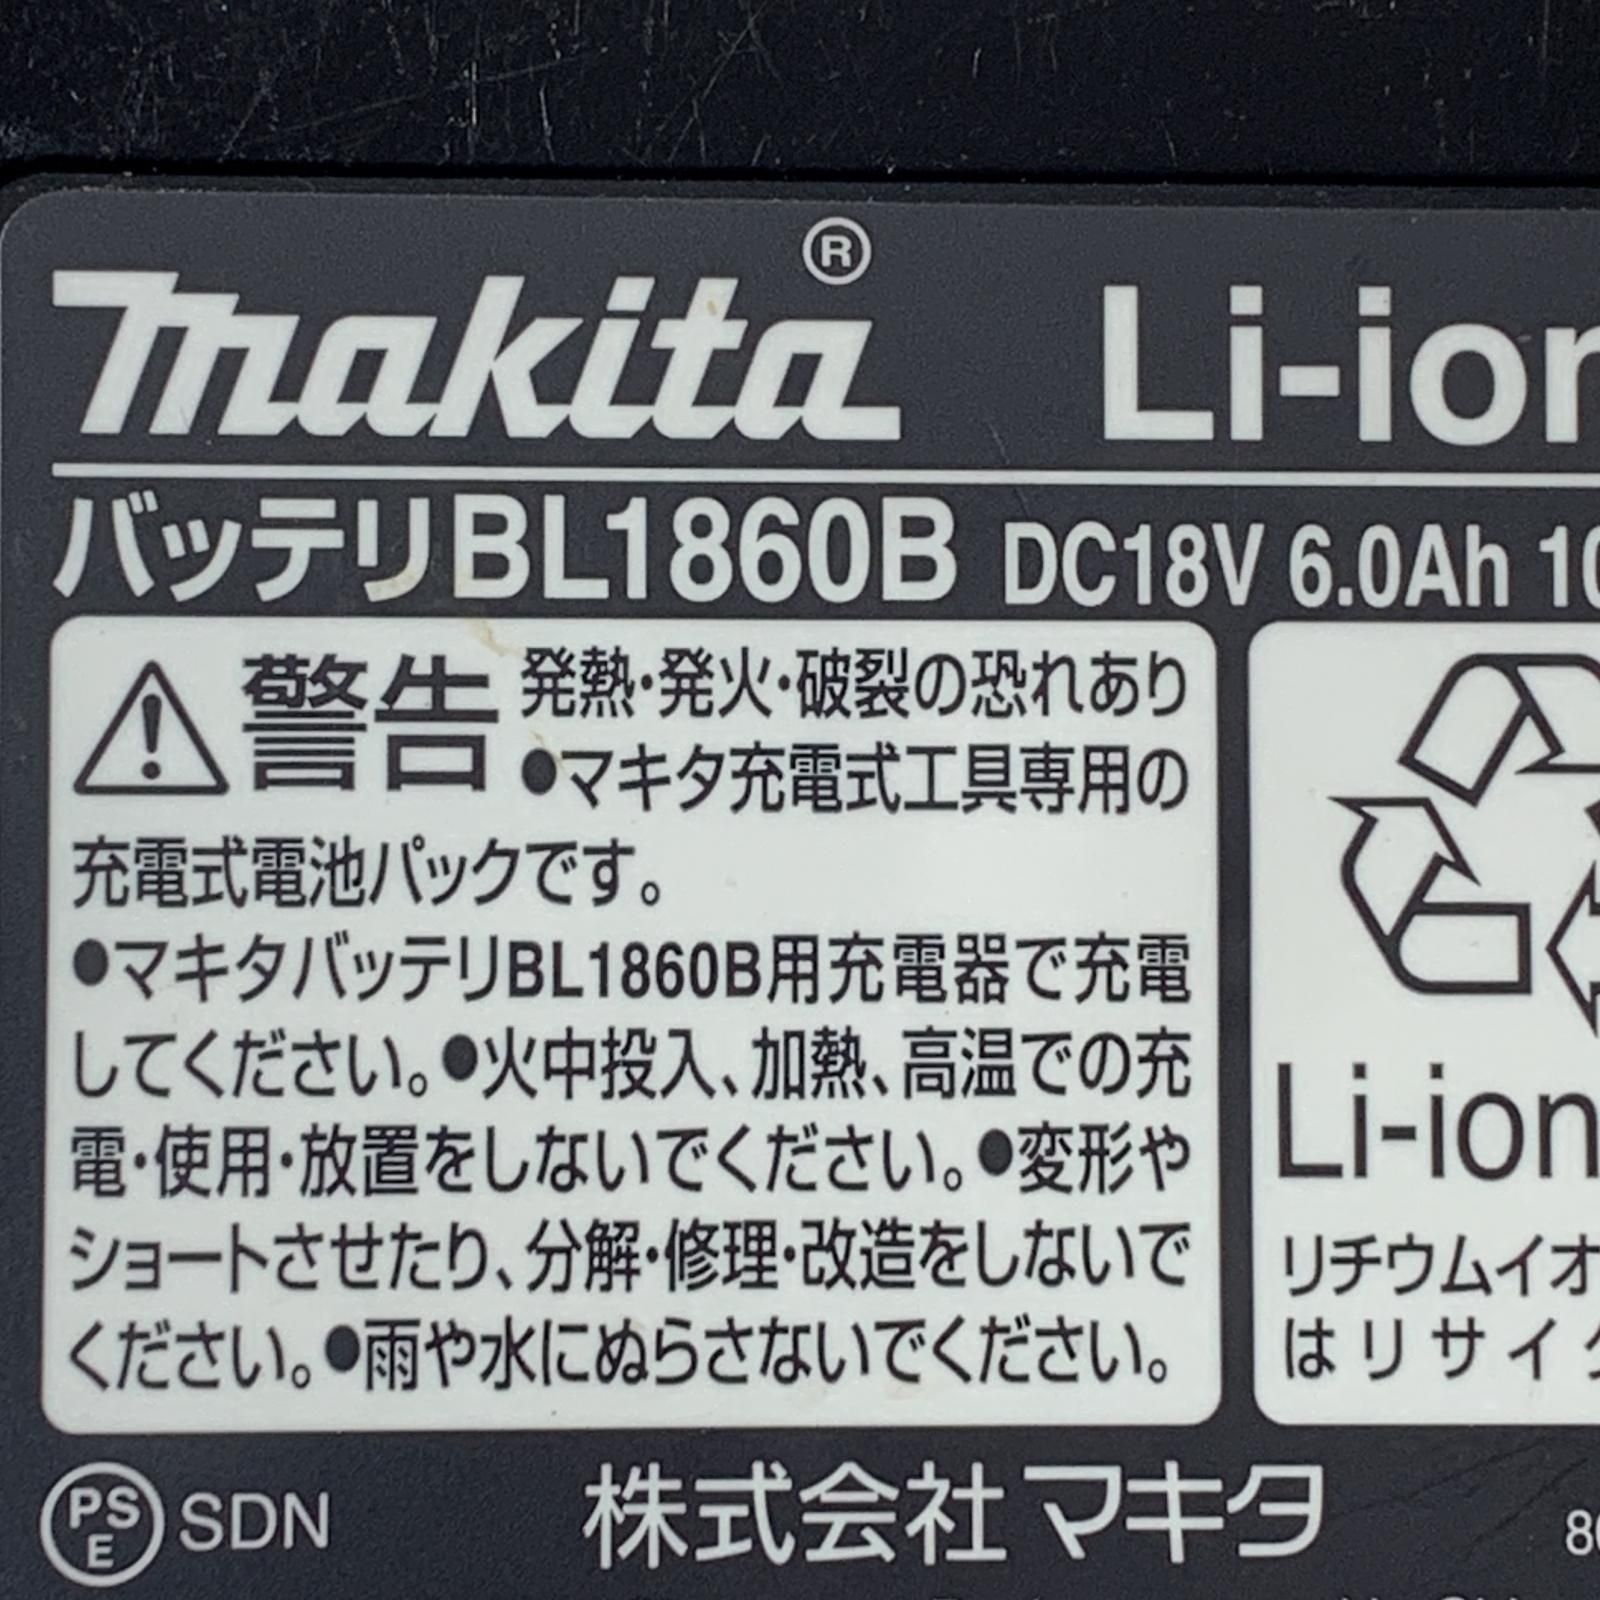 makita® Li-ion
バッテリBL1860B DC18V 6.0Ah 10
警告 発熱・発火・破裂の恐れあり
●マキタ充電式工具専用の
充電式電池パックです。
●マキタバッテリBL1860B用充電器で充電
してください。●火中投入、加熱、高温での充
電・使用・放置をしないでください。●変形や
ショートさせたり、分解・修理・改造をしないで
ください。●雨や水にぬらさないでください。
Li-ion
リチウムイオ
はリサイ
PS
E
SDN 株式会社マキタ